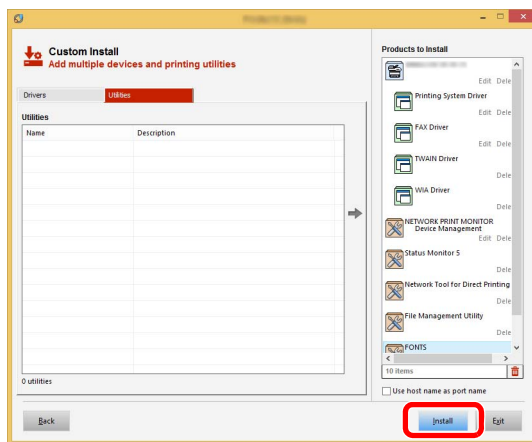 Custom Install
Add multiple devices and printing utilities
Drivers
Utilities
Utilities
Name
Description
0 utilities
Products to Install
Edit Dele
Printing System Driver
Edit Dele
FAX Driver
Edit Dele
TWAIN Driver
Dele
WIA Driver
Dele
NETWORK PRINT MONITOR
Device Management
Edit Dele
Status Monitor 5
Dele
Network Tool for Direct Printing
Dele
File Management Utility
Dele
FONTS
10 items
Use host name as port name
Back
Install
Exit